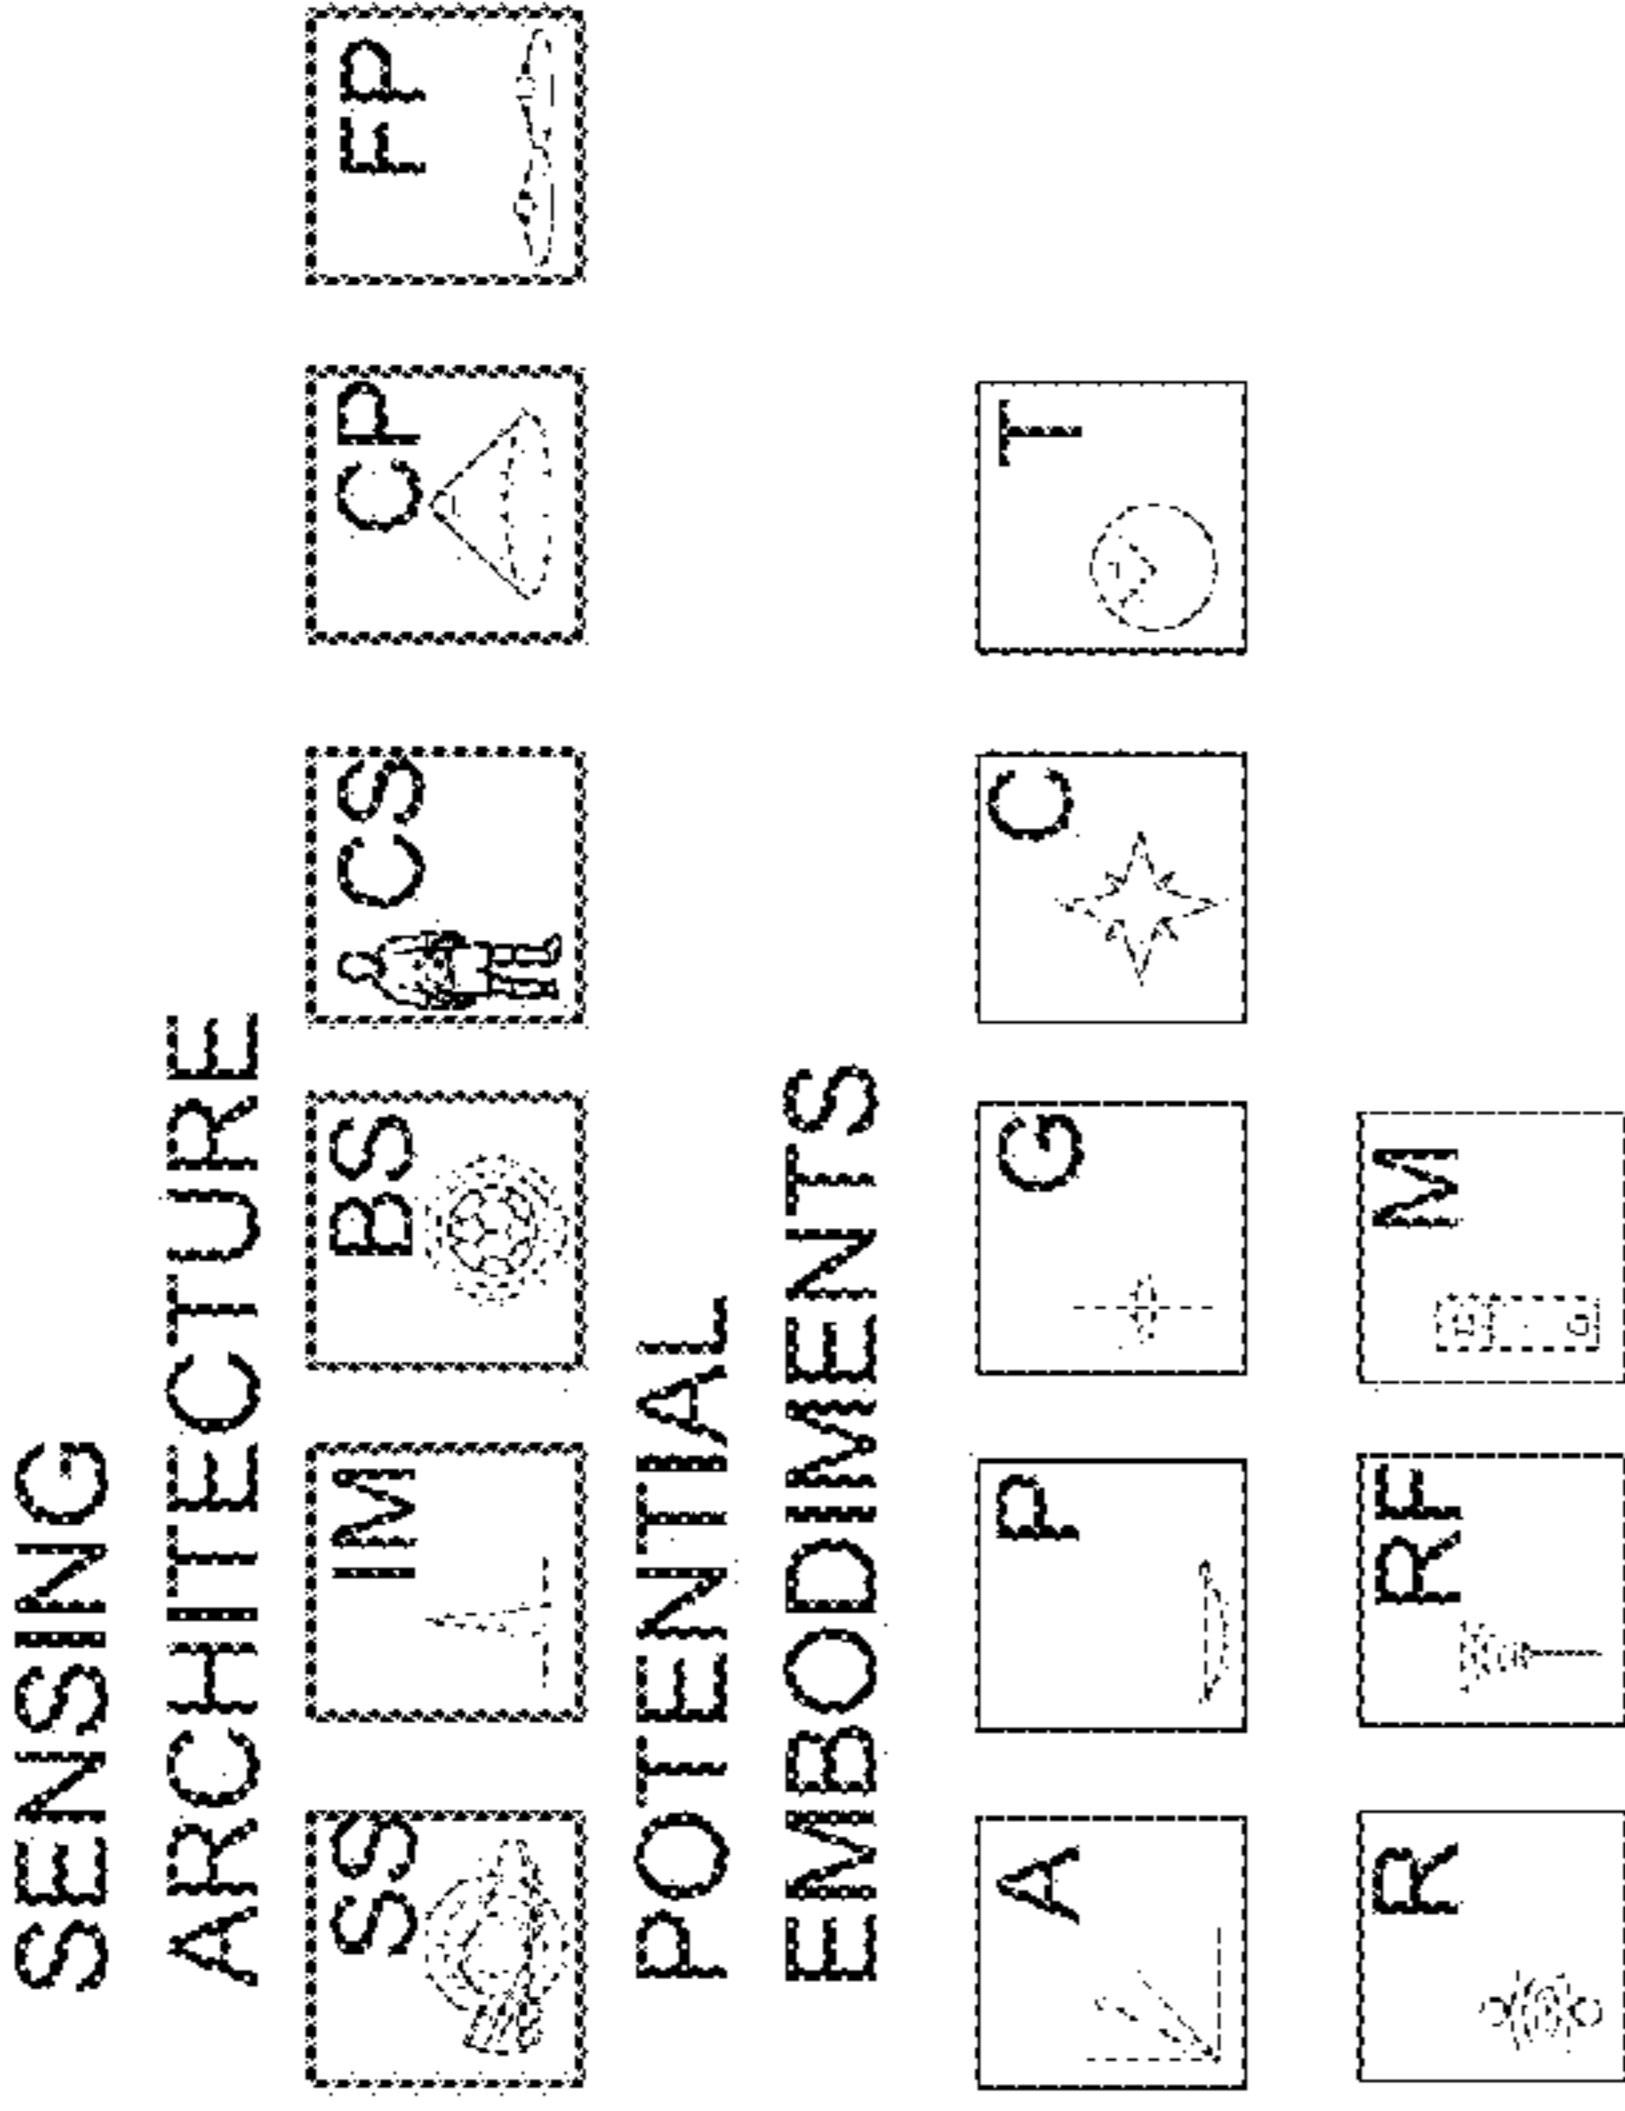 SENSING
ARCHITECTURE
SS IM BS CS CP FP
POTENTIAL
EMBODIMENTS
A P G C T
R RF M